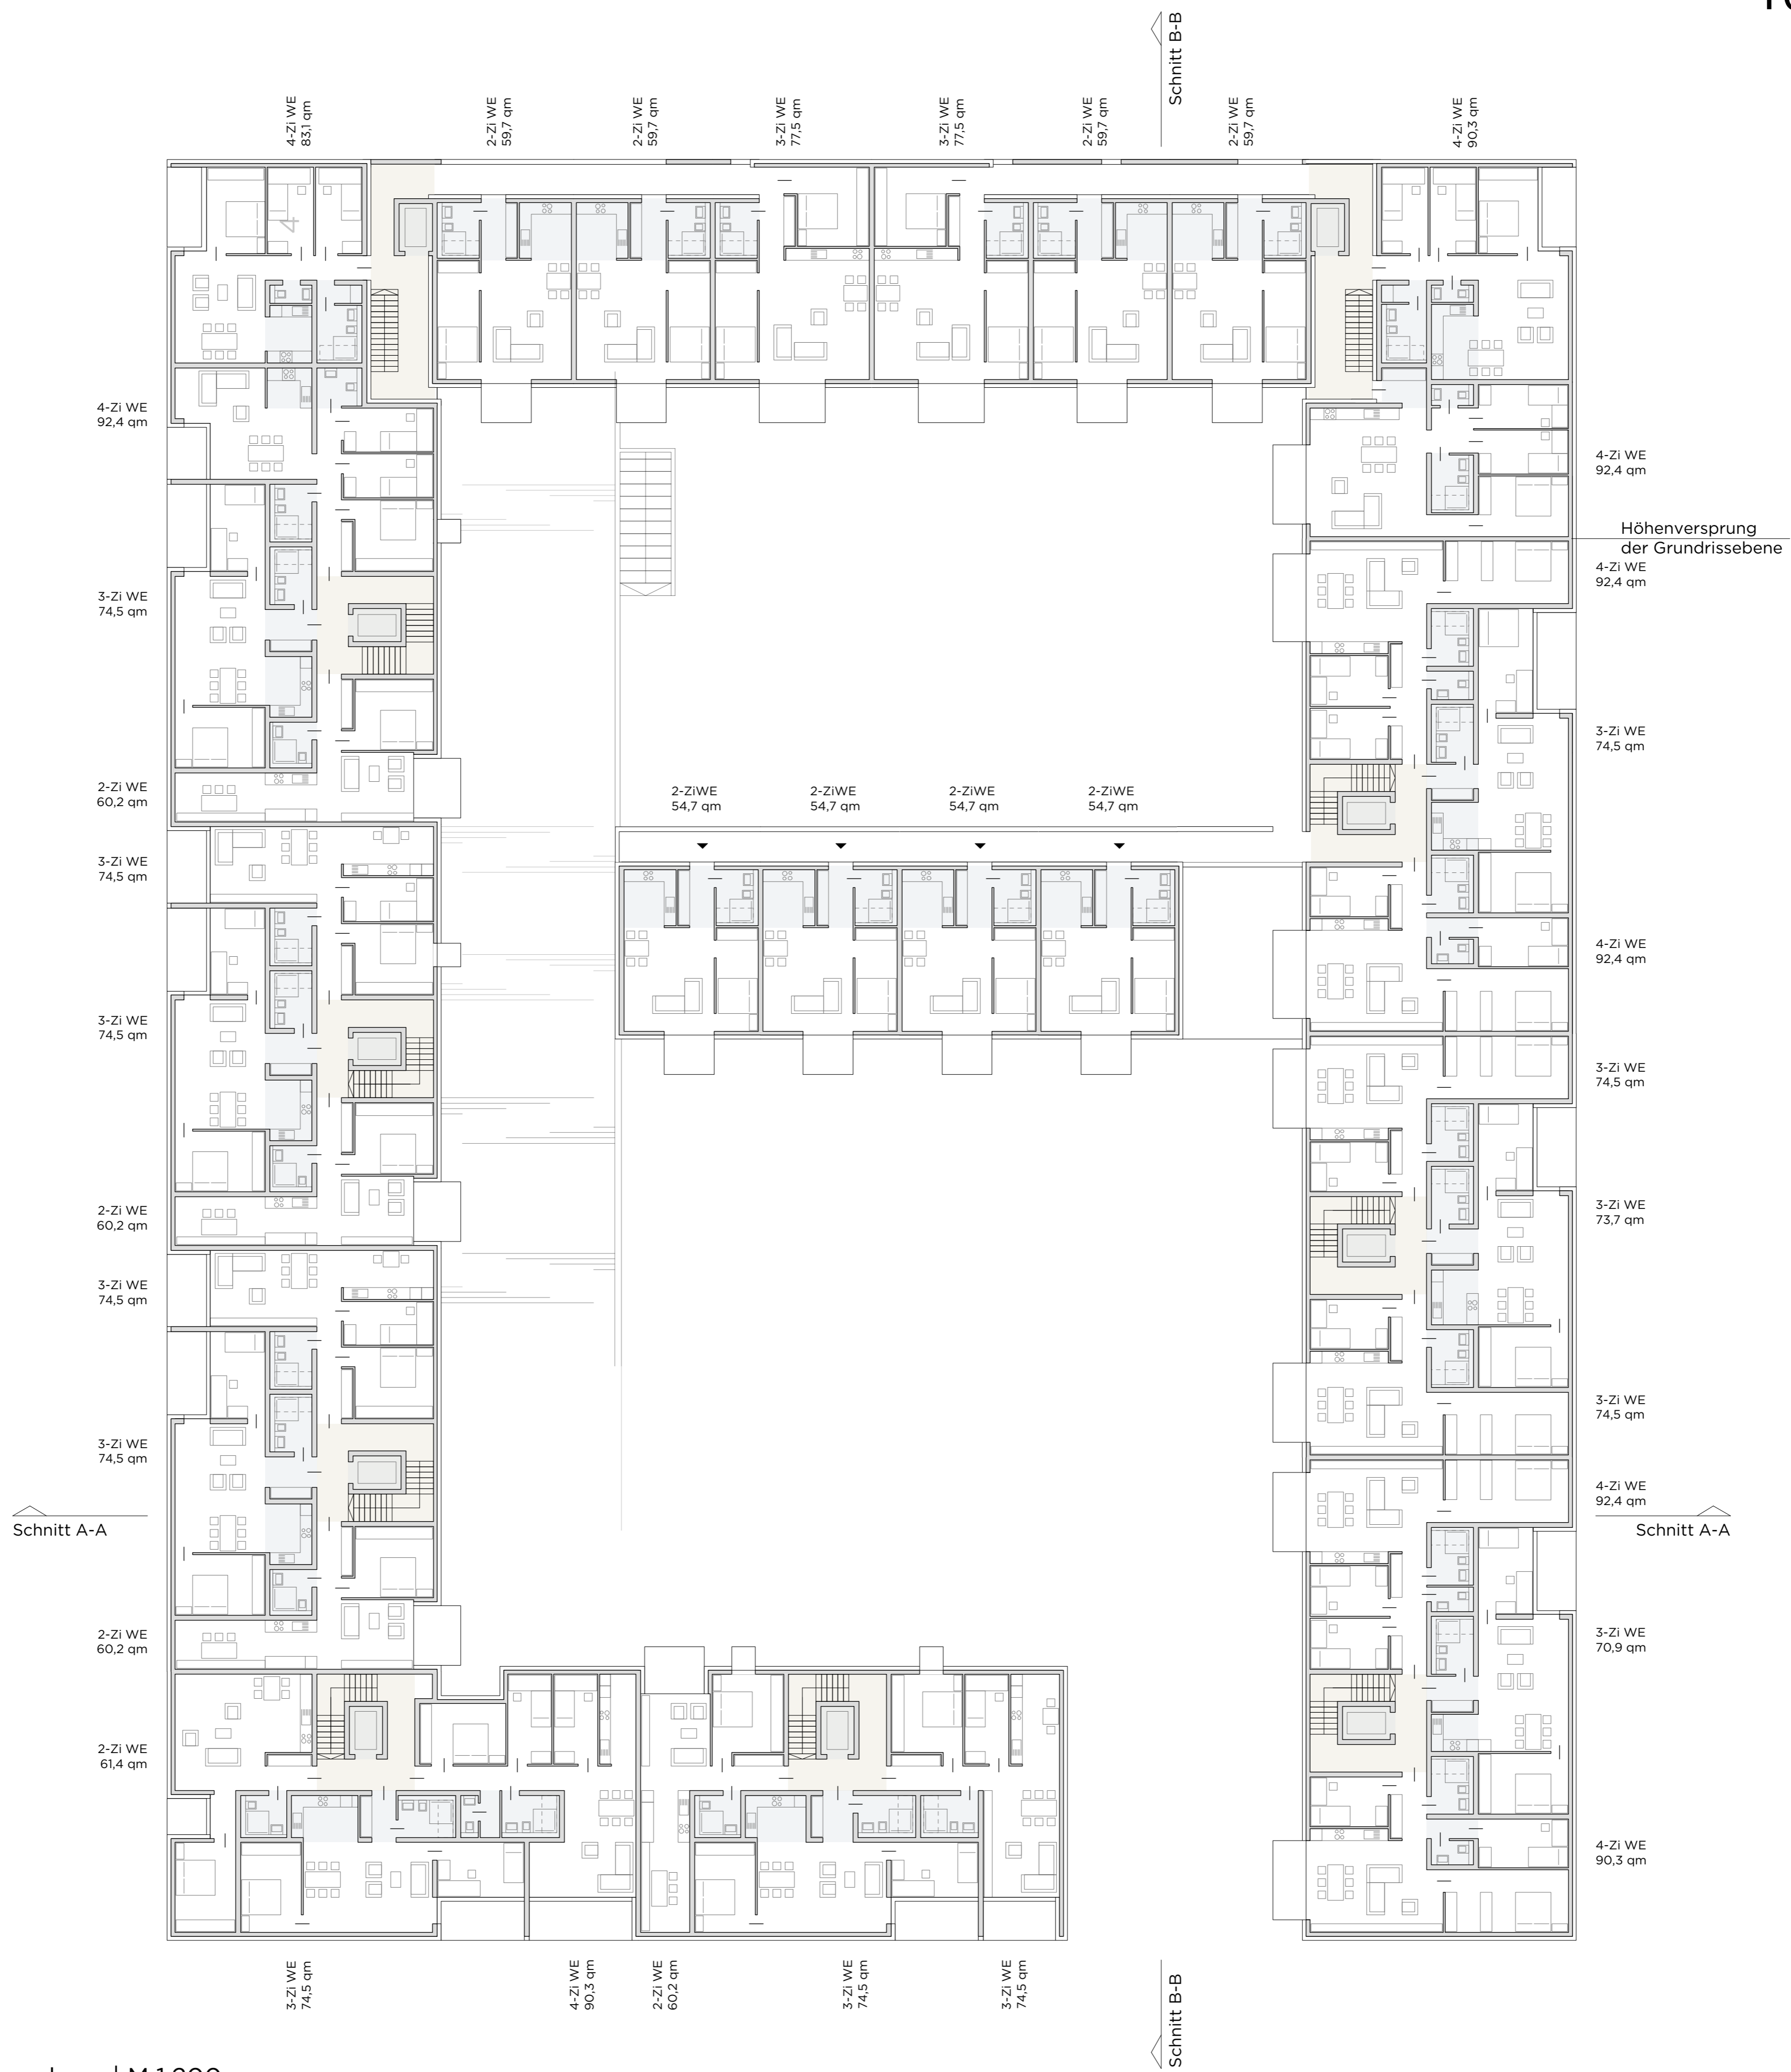 Schnitt B-B
4-Zi WE
83,1 qm
2-Zi WE
59,7 qm
2-Zi WE
59,7 qm
3-Zi WE
77,5 qm
3-Zi WE
77,5 qm
2-Zi WE
59,7 qm
2-Zi WE
59,7 qm
4-Zi WE
90,3 qm
4
4-Zi WE
92,4 qm
3-Zi WE
74,5 qm
2-Zi WE
60,2 qm
3-Zi WE
74,5 qm
3-Zi WE
74,5 qm
2-Zi WE
60,2 qm
3-Zi WE
74,5 qm
3-Zi WE
74,5 qm
Schnitt A-A
2-Zi WE
60,2 qm
2-Zi WE
61,4 qm
2-ZiWE
54,7 qm
2-ZiWE
54,7 qm
2-ZiWE
54,7 qm
2-ZiWE
54,7 qm
4-Zi WE
92,4 qm
Höhenversprung
der Grundrissebene
4-Zi WE
92,4 qm
3-Zi WE
74,5 qm
4-Zi WE
92,4 qm
3-Zi WE
74,5 qm
3-Zi WE
73,7 qm
3-Zi WE
74,5 qm
4-Zi WE
92,4 qm
Schnitt A-A
3-Zi WE
70,9 qm
4-Zi WE
90,3 qm
3-Zi WE
74,5 qm
4-Zi WE
90,3 qm
2-Zi WE
60,2 qm
3-Zi WE
74,5 qm
3-Zi WE
74,5 qm
Schnitt B-B